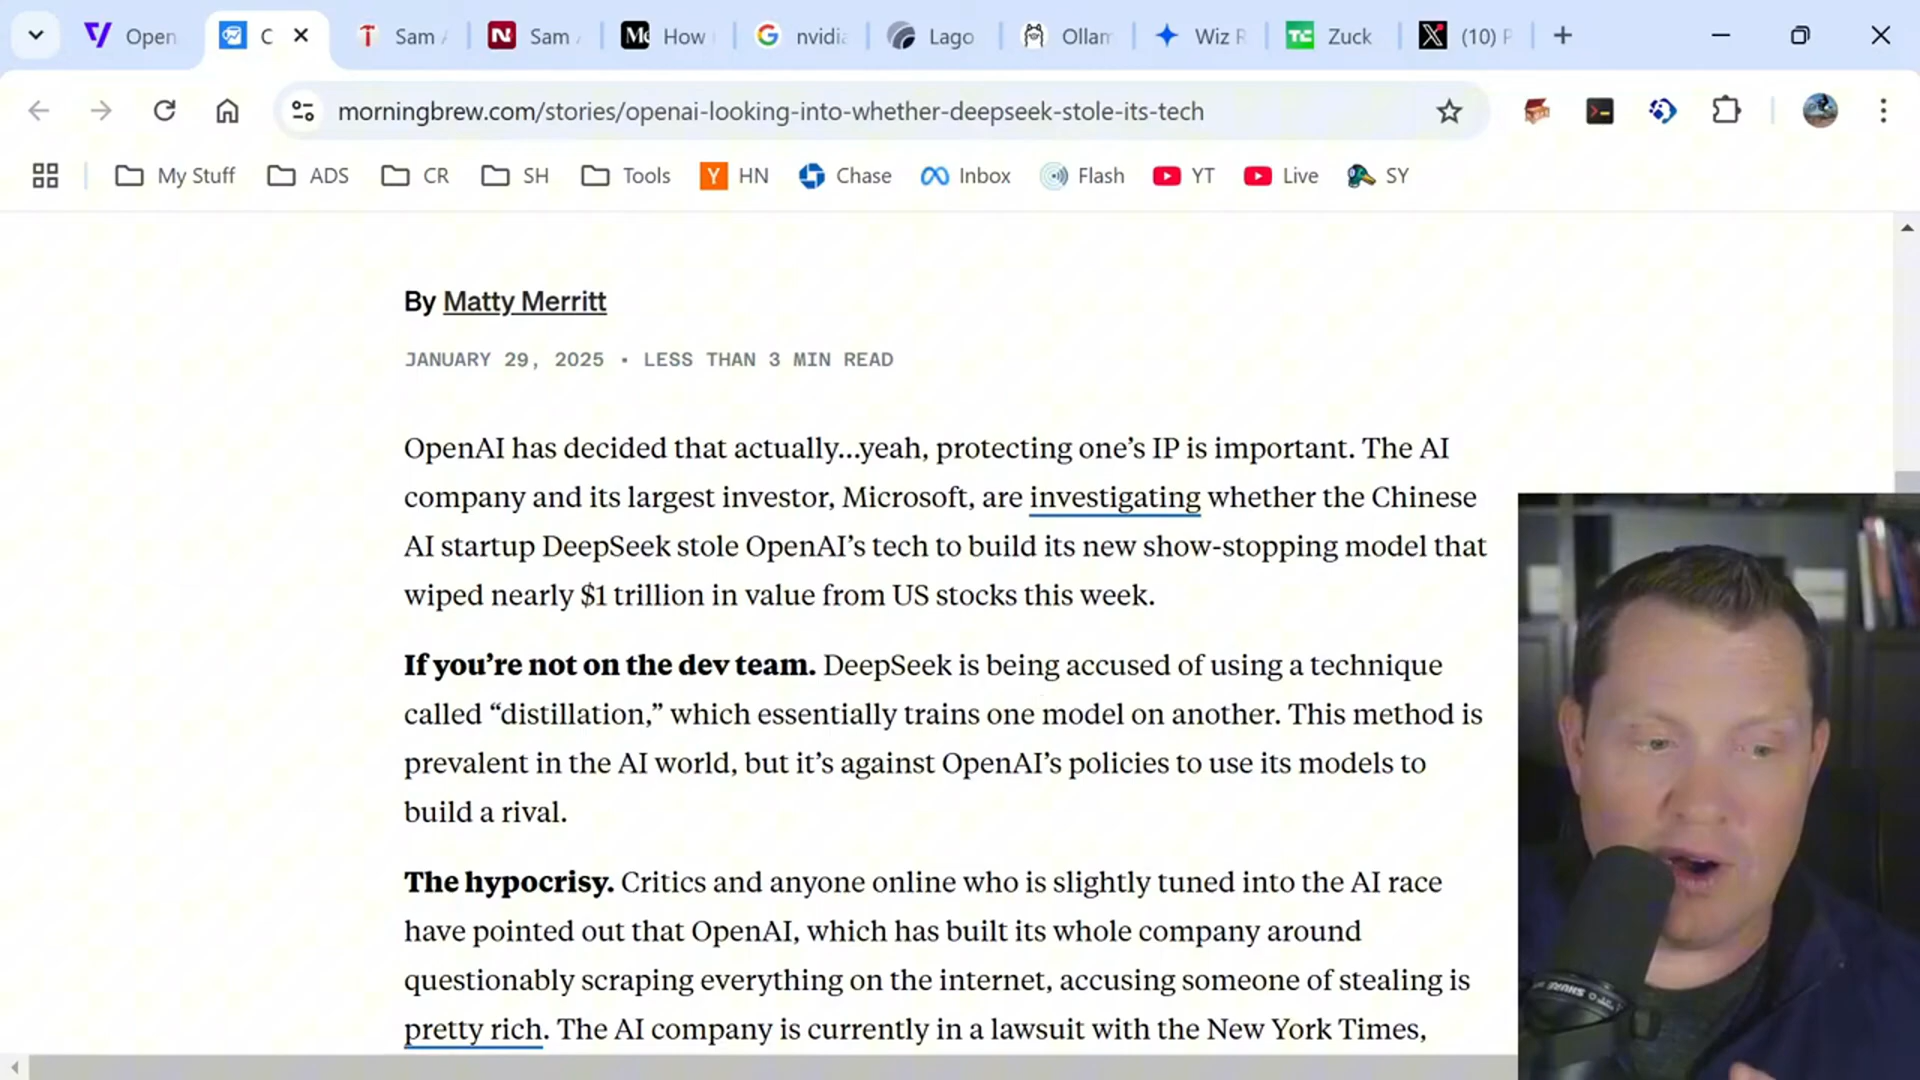 Open
C
Sam
Sam
How
nvidia
Lago
Ollam
Wiz R
Zuck
(10) P
morningbrew.com/stories/openai-looking-into-whether-deepseek-stole-its-tech
My Stuff
ADS
CR
SH
Tools
HN
Chase
Inbox
Flash
YT
Live
SY
By Matty Merritt
JANUARY 29, 2025 • LESS THAN 3 MIN READ
OpenAI has decided that actually…yeah, protecting one’s IP is important. The AI
company and its largest investor, Microsoft, are investigating whether the Chinese
AI startup DeepSeek stole OpenAI’s tech to build its new show-stopping model that
wiped nearly $1 trillion in value from US stocks this week.
If you’re not on the dev team. DeepSeek is being accused of using a technique
called “distillation,” which essentially trains one model on another. This method is
prevalent in the AI world, but it’s against OpenAI’s policies to use its models to
build a rival.
The hypocrisy. Critics and anyone online who is slightly tuned into the AI race
have pointed out that OpenAI, which has built its whole company around
questionably scraping everything on the internet, accusing someone of stealing is
pretty rich. The AI company is currently in a lawsuit with the New York Times,
SHURE